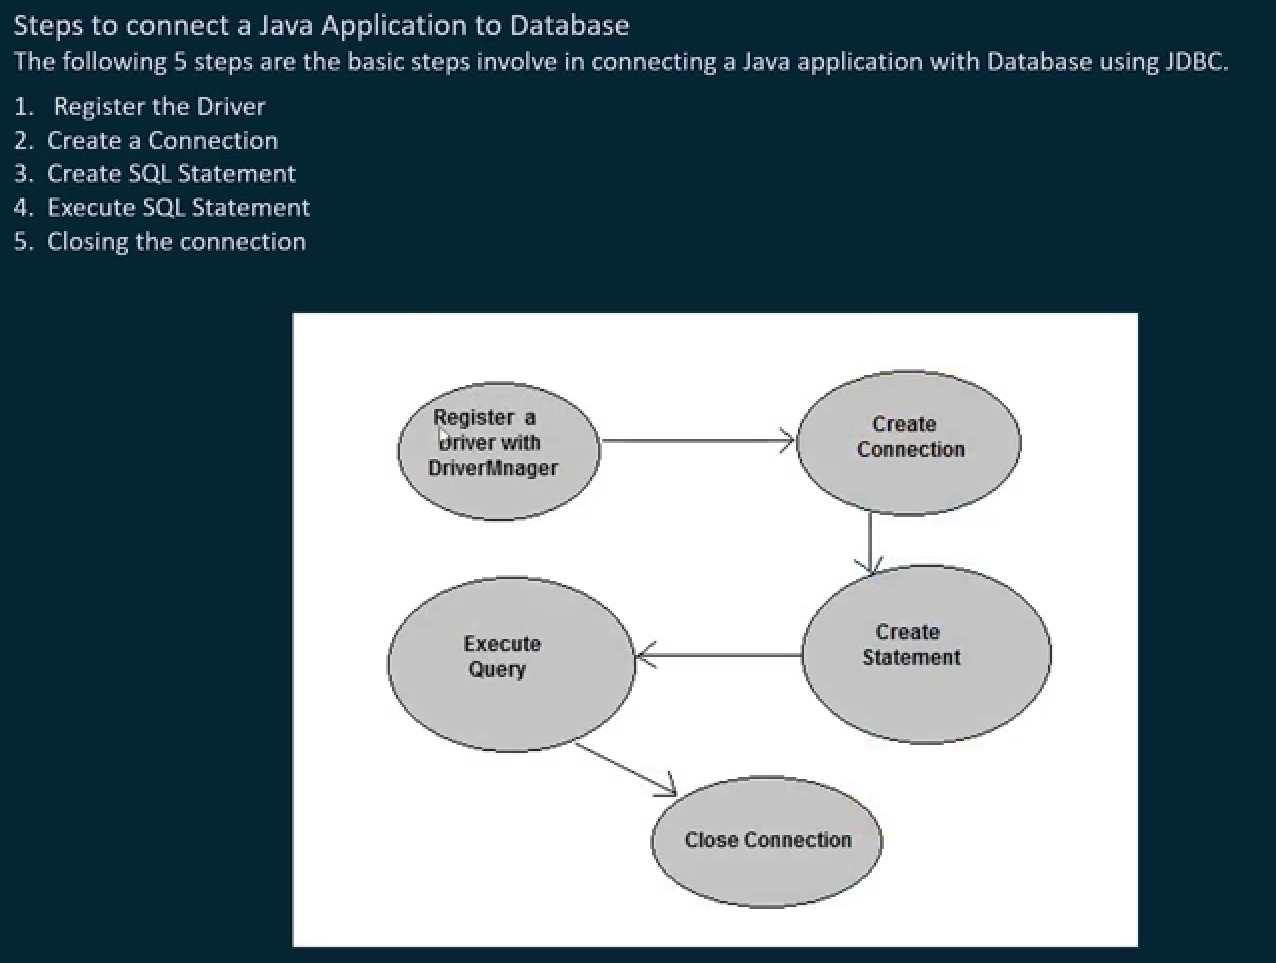 Steps to connect a Java Application to Database
The following 5 steps are the basic steps involve in connecting a Java application with Database using JDBC.
1. Register the Driver
2. Create a Connection
3. Create SQL Statement
4. Execute SQL Statement
5. Closing the connection
Register a
Driver with
DriverMnager
Create
Connection
Execute
Query
Create
Statement
Close Connection